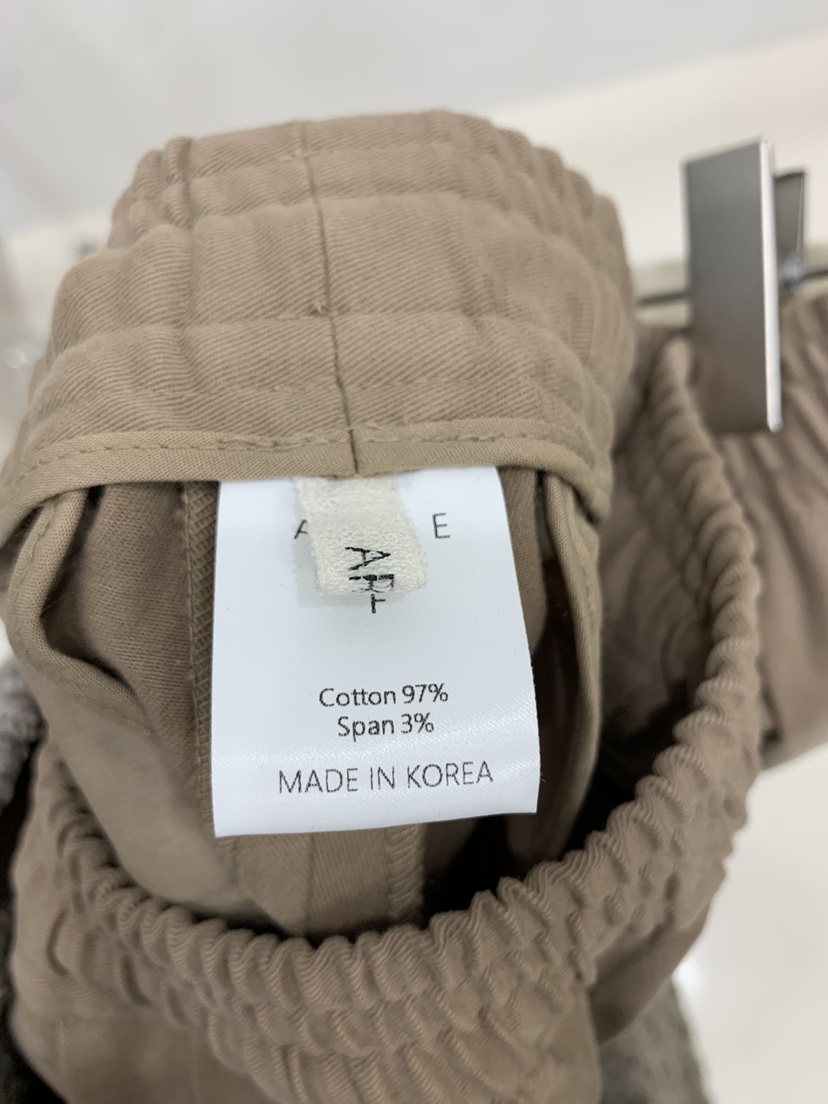 A E
Cotton 97%
Span 3%
MADE IN KOREA